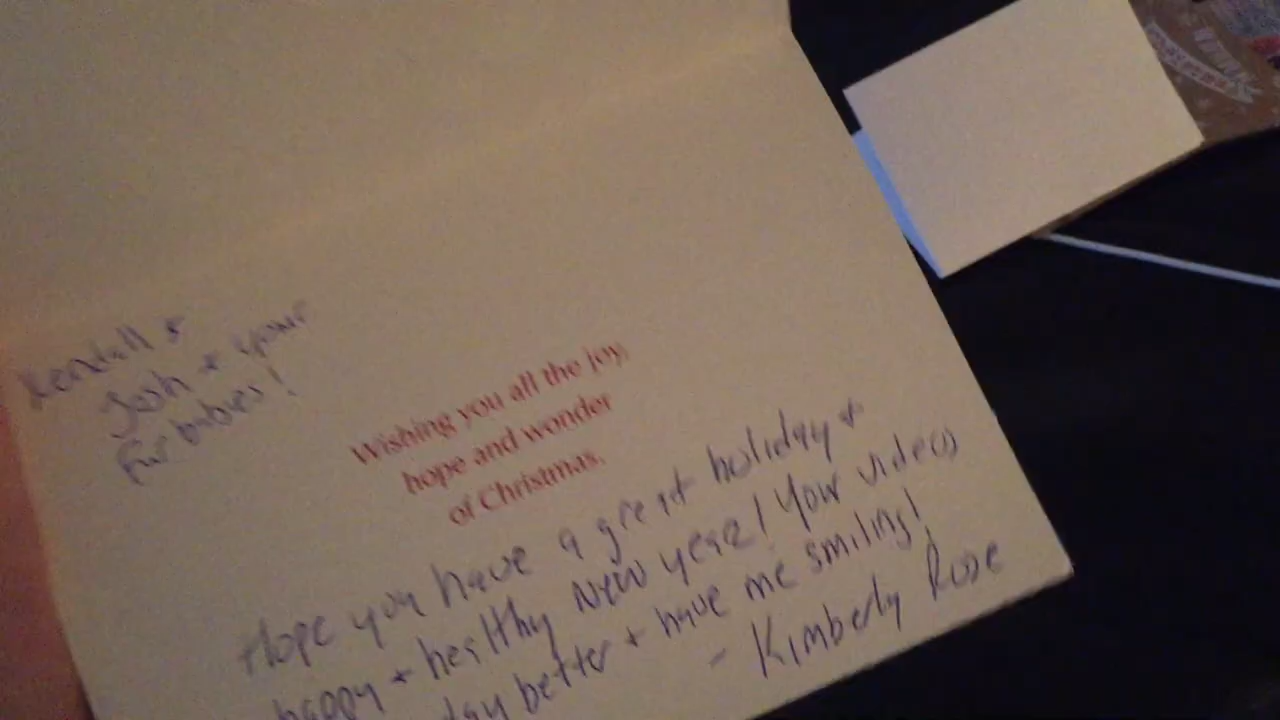 Kendall &
Josh + your
fur babies!
Wishing you all the joy,
hope and wonder
of Christmas.
Hope you have a great holiday +
happy + healthy New year! Your videos
day better + have me smiling!
- Kimberly Rose